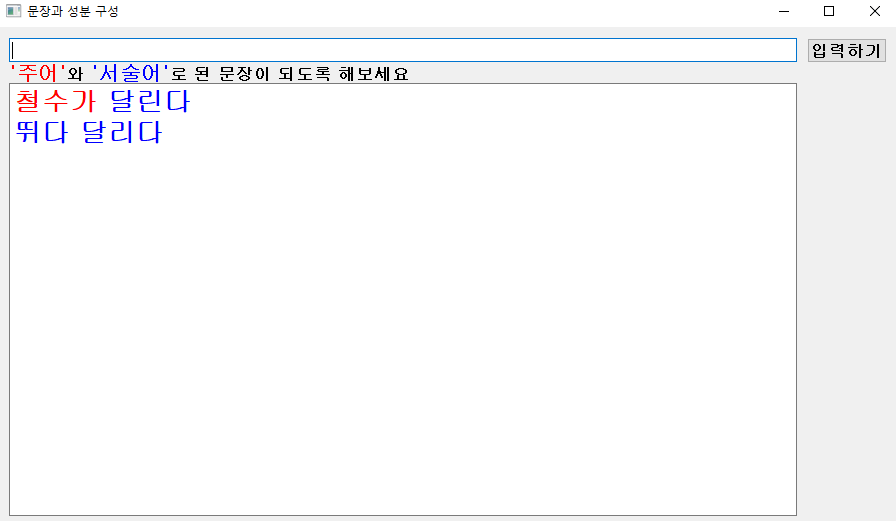 문장과 성분 구성
입력하기
'주어'와 '서술어'로 된 문장이 되도록 해보세요
철수가 달린다
뛰다 달리다